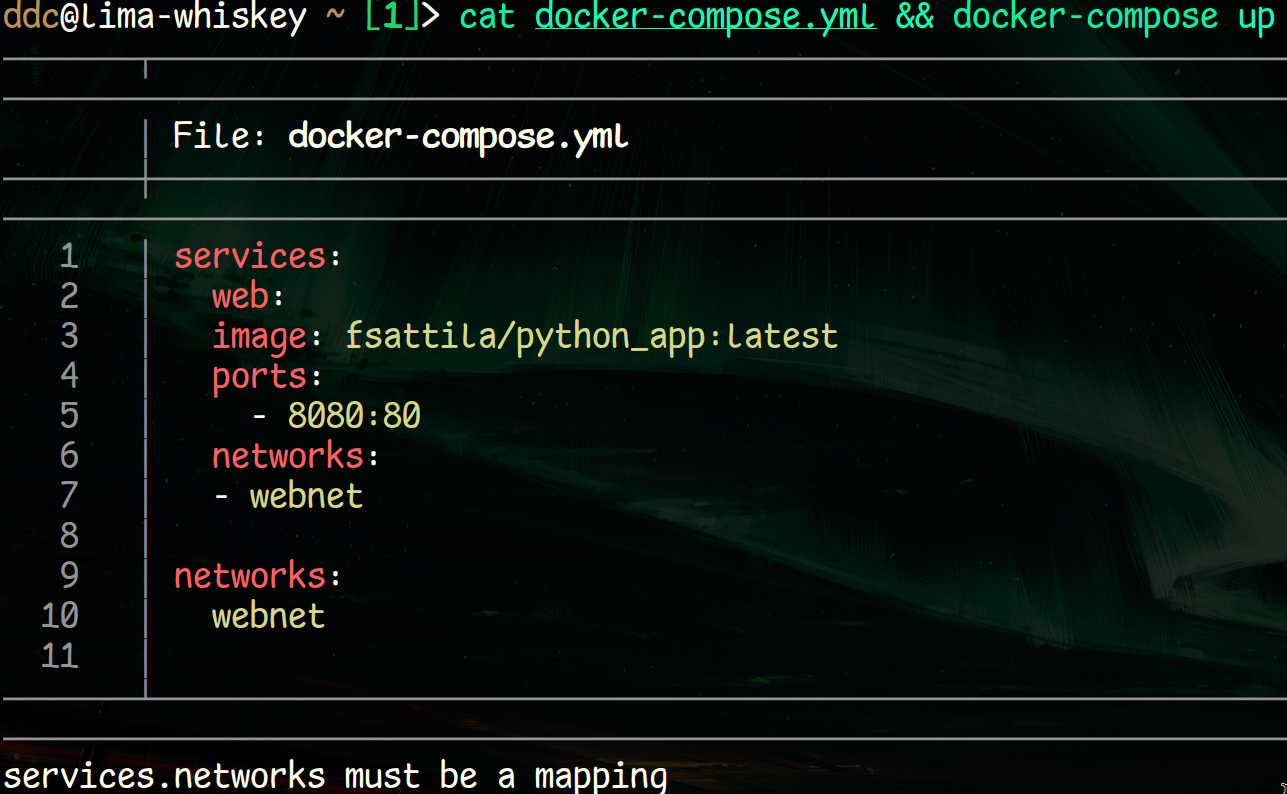 ddc@lima-whiskey ~ [1]> cat docker-compose.yml && docker-compose up
File: docker-compose.yml
1 services:
2   web:
3   image: fsattila/python_app:latest
4   ports:
5     - 8080:80
6   networks:
7   - webnet
8
9 networks:
10   webnet
11
services.networks must be a mapping